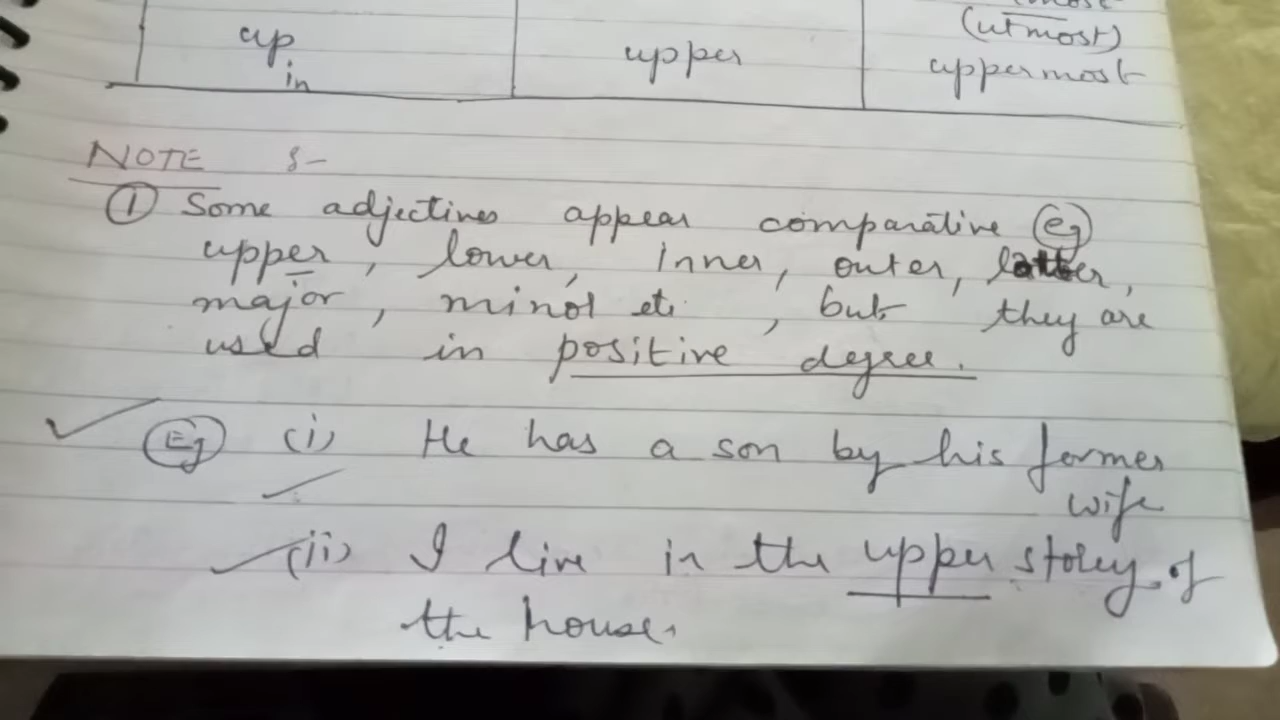 (utmost)
up upper uppermost
in
NOTE :-
① Some adjectives appear comparative eg
upper, lower, inner, outer, latter,
major, minor etc, but they are
used in positive degree.
Eg (i) He has a son by his former
wife
(ii) I live in the upper storey of
the house.